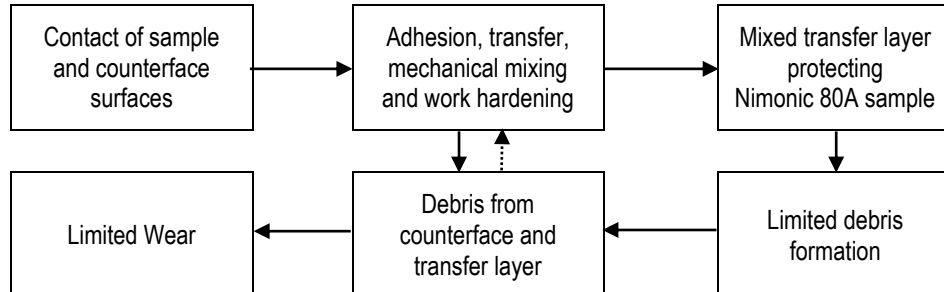 Contact of sample
and counterface
surfaces
Adhesion, transfer,
mechanical mixing
and work hardening
Mixed transfer layer
protecting
Nimonic 80A sample
Limited Wear
Debris from
counterface and
transfer layer
Limited debris
formation